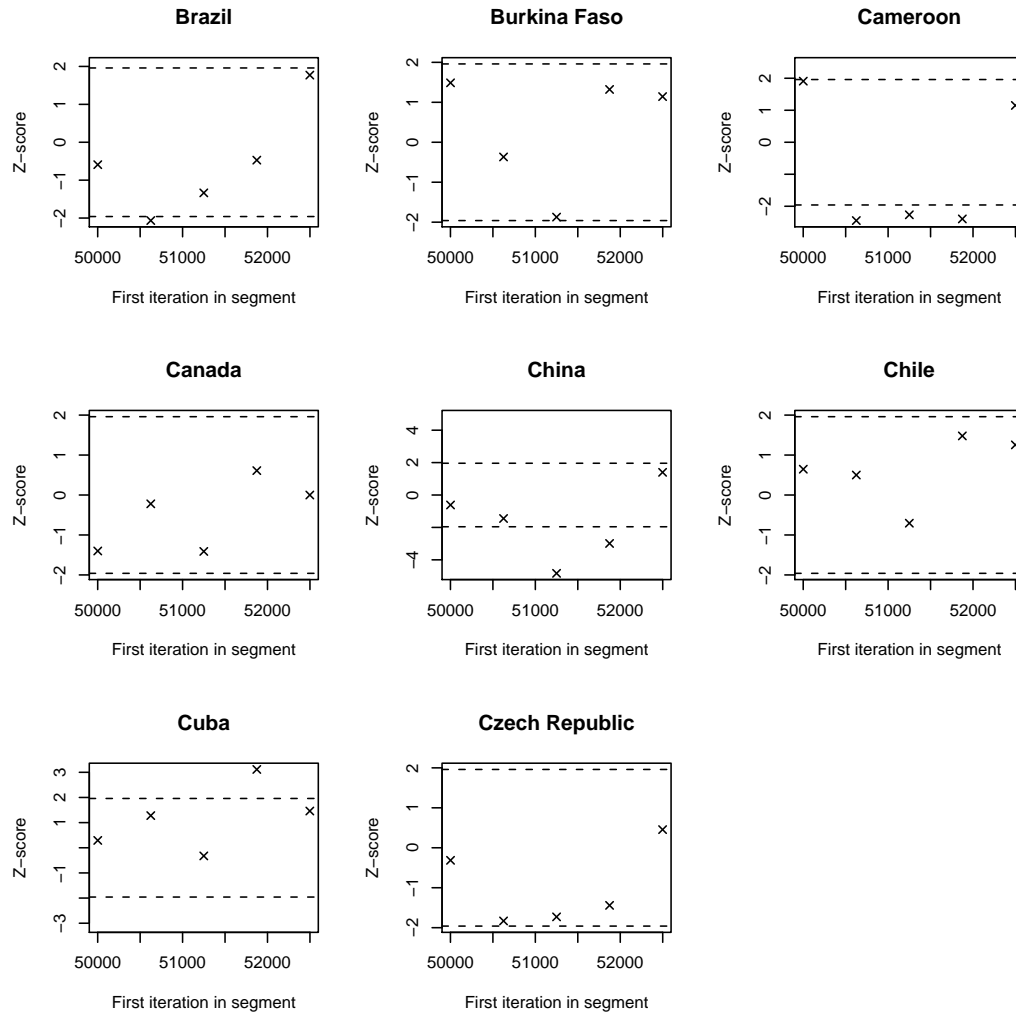 Brazil
Z−score
−2
−1
0
1
2
50000 51000 52000
First iteration in segment
Burkina Faso
Z−score
−2
−1
0
1
2
50000 51000 52000
First iteration in segment
Cameroon
Z−score
−2
0
1
2
50000 51000 52000
First iteration in segment
Canada
Z−score
−2
−1
0
1
2
50000 51000 52000
First iteration in segment
China
Z−score
−4
0
2
4
50000 51000 52000
First iteration in segment
Chile
Z−score
−2
−1
0
1
2
50000 51000 52000
First iteration in segment
Cuba
Z−score
−3
−1
1
2
3
50000 51000 52000
First iteration in segment
Czech Republic
Z−score
−2
−1
0
1
2
50000 51000 52000
First iteration in segment